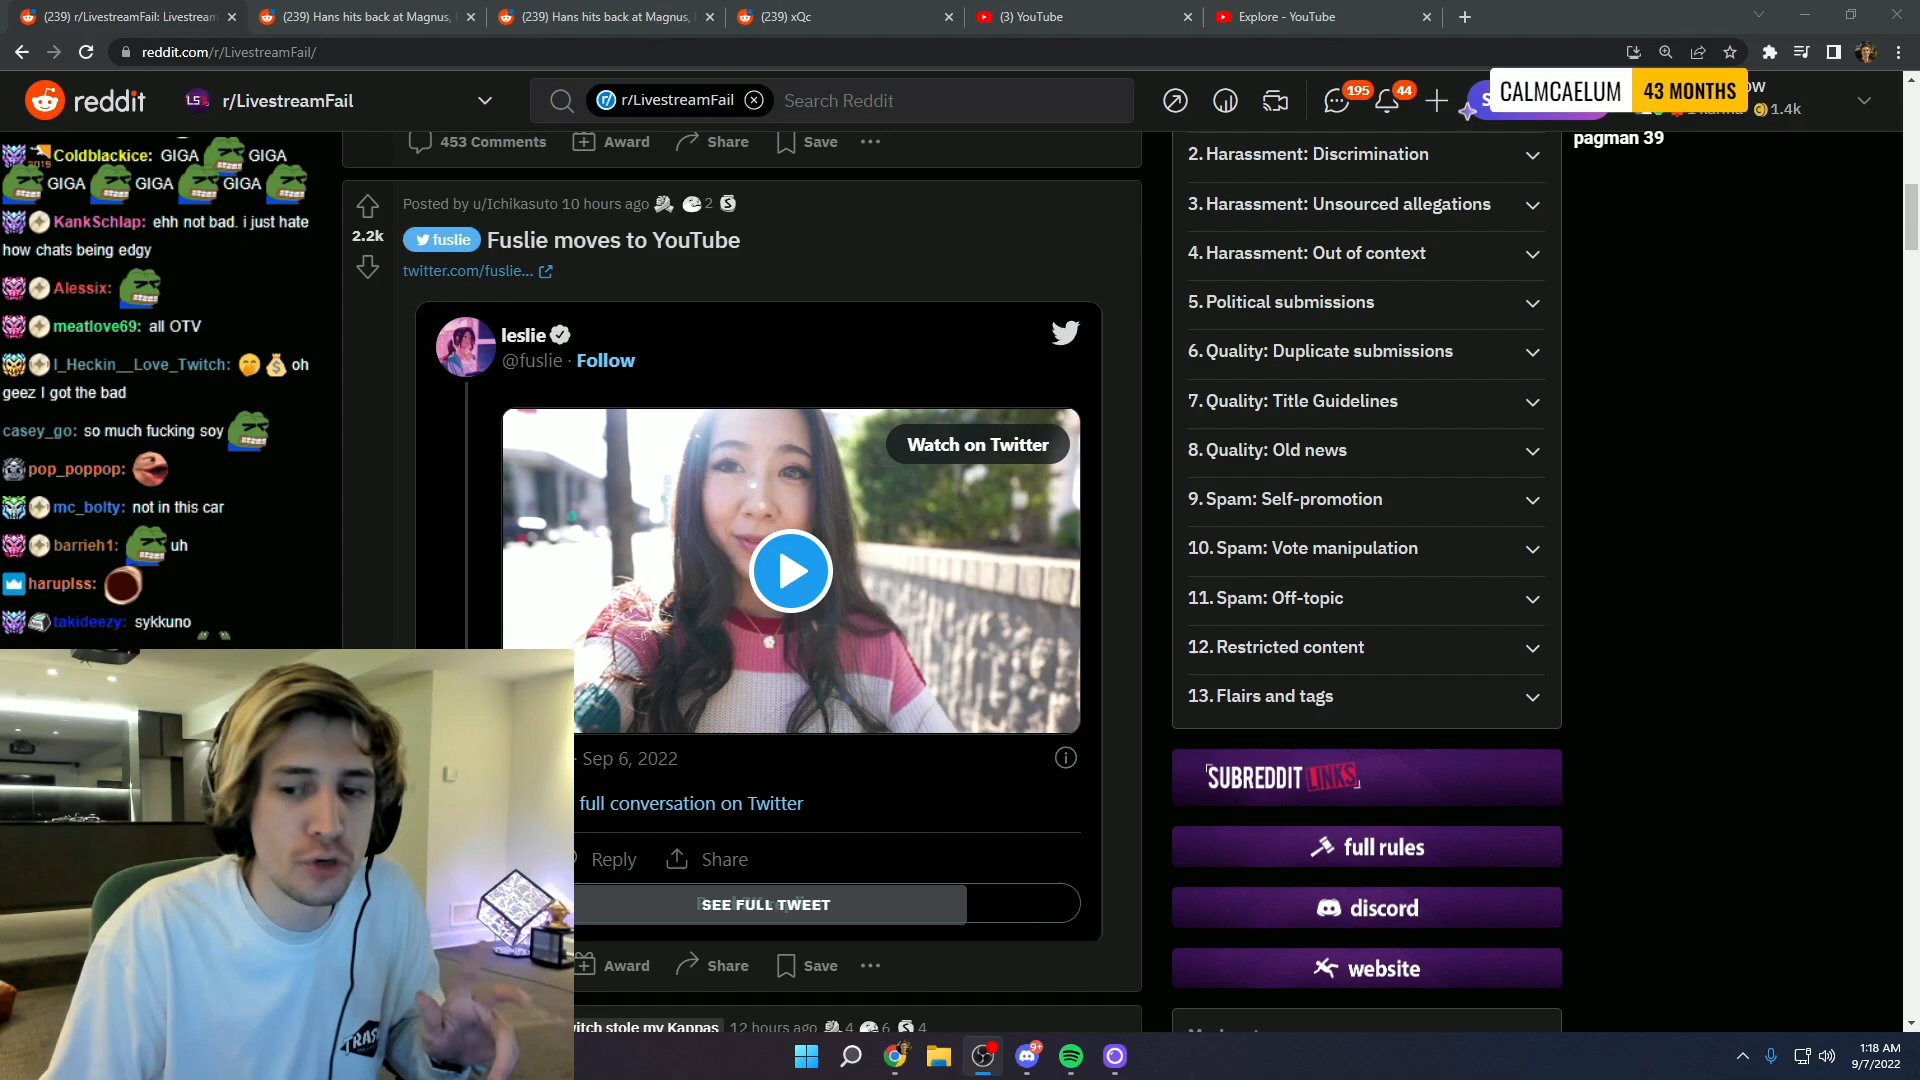 (239) r/LivestreamFail: Livestream
(239) Hans hits back at Magnus,
(239) Hans hits back at Magnus,
(239) xQc
(3) YouTube
Explore - YouTube
reddit.com/r/LivestreamFail/
reddit
r/LivestreamFail
r/LivestreamFail
Search Reddit
195
44
CALMCAELUM 43 MONTHS
1.4k
pagman 39
Coldblackice: GIGA GIGA
GIGA GIGA GIGA
KankSchlap: ehh not bad. i just hate
how chats being edgy
Alessix:
meatlove69: all OTV
I_Heckin__Love_Twitch: oh
geez I got the bad
casey_go: so much fucking soy
pop_poppop:
mc_bolty: not in this car
barrieh1: uh
haruplss:
takideezy: sykkuno
453 Comments Award Share Save
2.2k
Posted by u/Ichikasuto 10 hours ago 2
fuslie Fuslie moves to YouTube
twitter.com/fuslie...
leslie
@fuslie · Follow
Watch on Twitter
· Sep 6, 2022
full conversation on Twitter
Reply Share
SEE FULL TWEET
Award Share Save
witch stole my Kappas 12 hours ago 4 6 4
2. Harassment: Discrimination
3. Harassment: Unsourced allegations
4. Harassment: Out of context
5. Political submissions
6. Quality: Duplicate submissions
7. Quality: Title Guidelines
8. Quality: Old news
9. Spam: Self-promotion
10. Spam: Vote manipulation
11. Spam: Off-topic
12. Restricted content
13. Flairs and tags
SUBREDDIT LINKS
full rules
discord
website
TRASH
9+
1:18 AM
9/7/2022